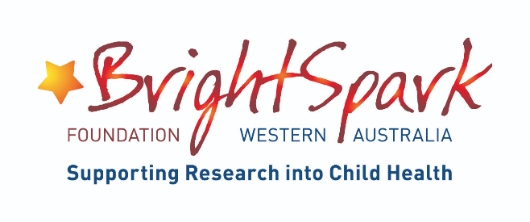 BrightSpark
FOUNDATION WESTERN AUSTRALIA
Supporting Research into Child Health